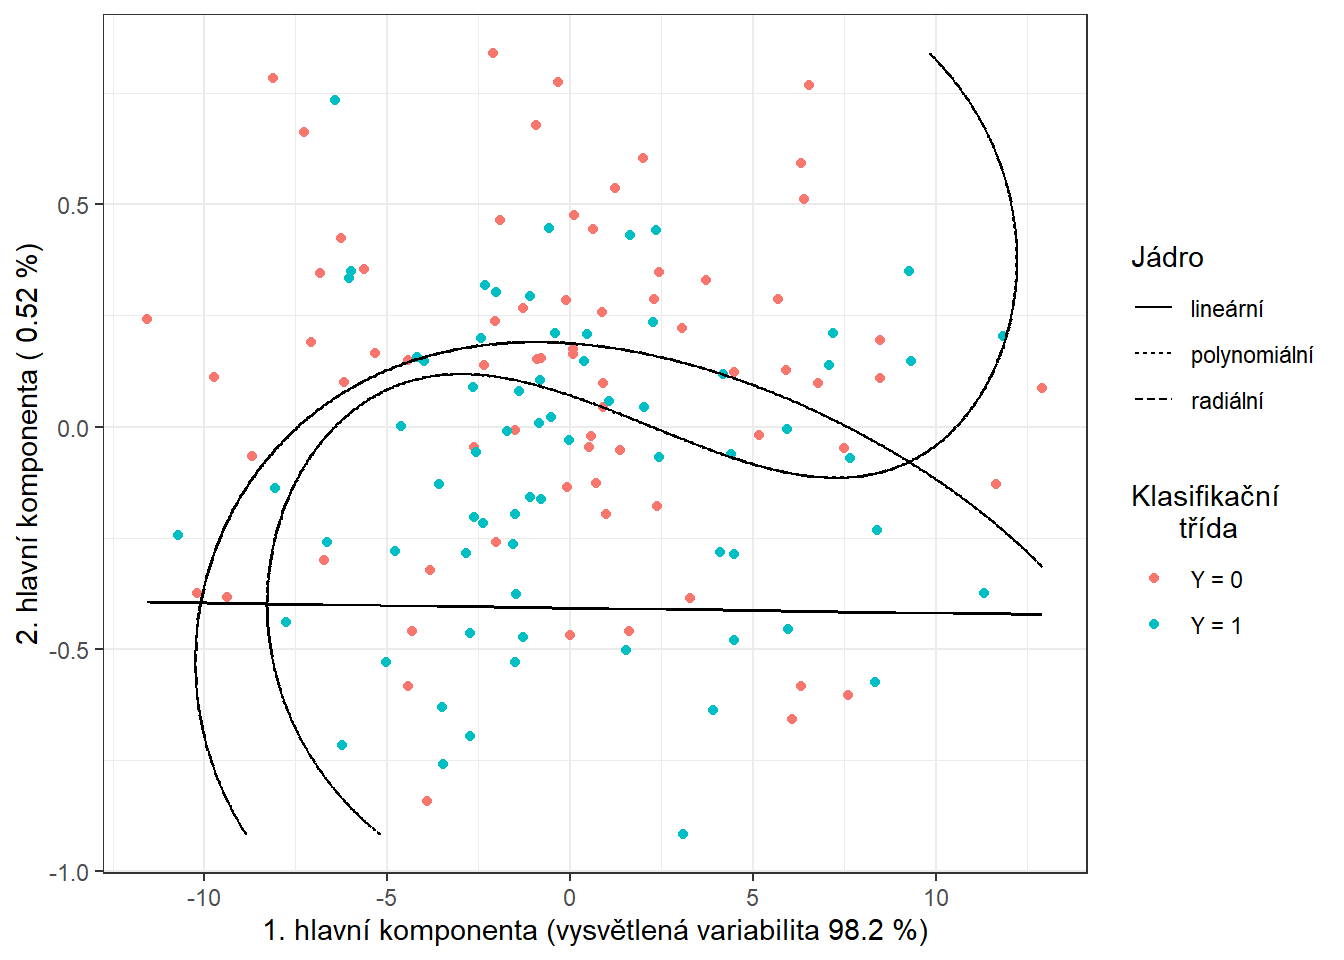 2. hlavní komponenta ( 0.52 %)
0.5
0.0
-0.5
-1.0
-10
-5
0
5
10
1. hlavní komponenta (vysvětlená variabilita 98.2 %)
Jádro
lineární
polynomiální
radiální
Klasifikační
třída
Y = 0
Y = 1